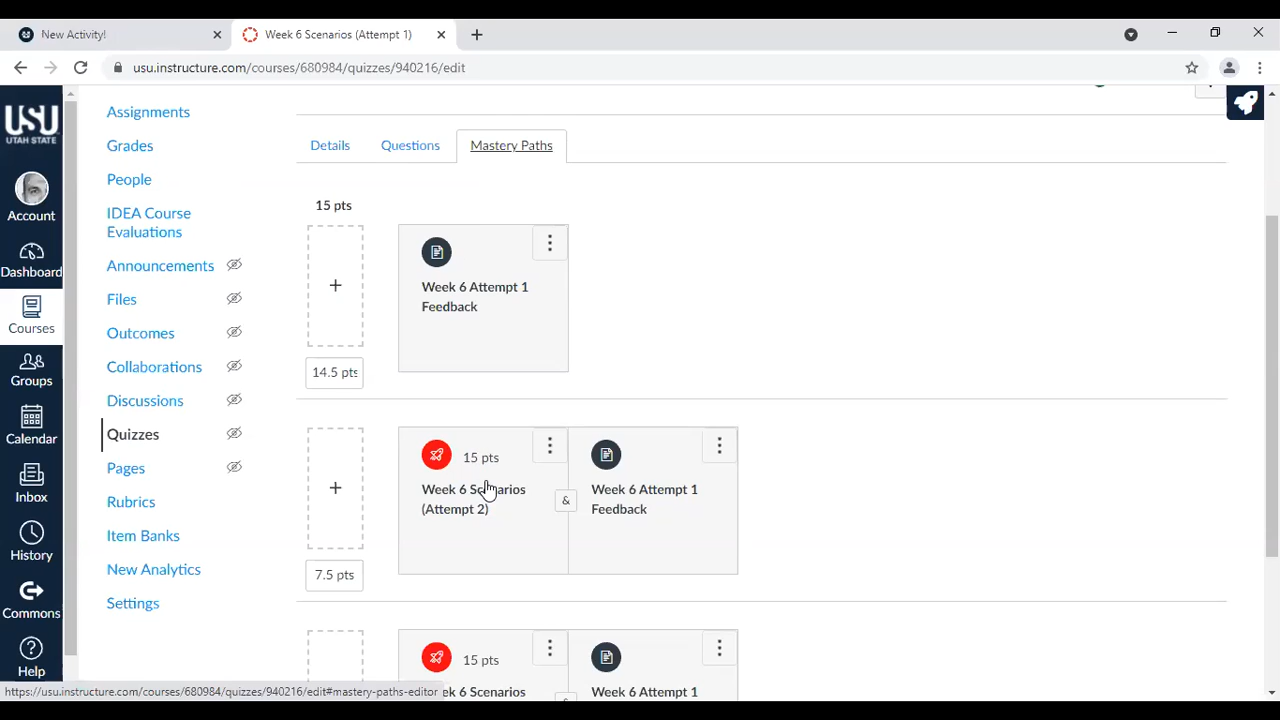 New Activity!
Week 6 Scenarios (Attempt 1)
usu.instructure.com/courses/680984/quizzes/940216/edit
USU
UTAH STATE
Account
Dashboard
Courses
Groups
Calendar
Inbox
History
Commons
Help
Assignments
Grades
People
IDEA Course
Evaluations
Announcements
Files
Outcomes
Collaborations
Discussions
Quizzes
Pages
Rubrics
Item Banks
New Analytics
Settings
Details
Questions
Mastery Paths
15 pts
+
Week 6 Attempt 1
Feedback
14.5 pts
+
15 pts
Week 6 Scenarios
(Attempt 2)
&
Week 6 Attempt 1
Feedback
7.5 pts
15 pts
ek 6 Scenarios
Week 6 Attempt 1
https://usu.instructure.com/courses/680984/quizzes/940216/edit#mastery-paths-editor